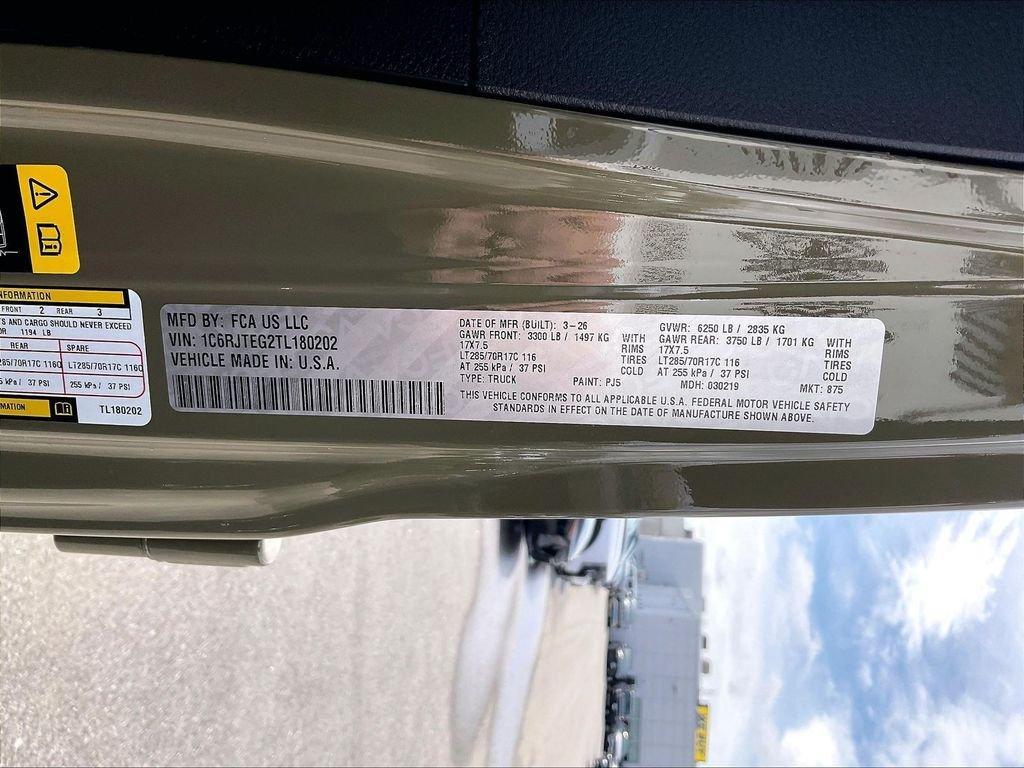 NFORMATION
FRONT 2 REAR 3
TS AND CARGO SHOULD NEVER EXCEED
OR 1194 LB
REAR SPARE
285/70R17C 116Q LT285/70R17C 116Q
5 kPa / 37 PSI 255 kPa / 37 PSI
RMATION
TL180202
MFD BY: FCA US LLC
VIN: 1C6RJTEG2TL180202
VEHICLE MADE IN: U.S.A.
DATE OF MFR (BUILT): 3-26
GAWR FRONT: 3300 LB / 1497 KG WITH
17X7.5 RIMS
LT285/70R17C 116 TIRES
AT 255 kPa / 37 PSI COLD
TYPE: TRUCK PAINT: PJ5
GVWR: 6250 LB / 2835 KG
GAWR REAR: 3750 LB / 1701 KG WITH
17X7.5 RIMS
LT285/70R17C 116 TIRES
AT 255 kPa / 37 PSI COLD
MDH: 030219 MKT: 875
THIS VEHICLE CONFORMS TO ALL APPLICABLE U.S.A. FEDERAL MOTOR VEHICLE SAFETY
STANDARDS IN EFFECT ON THE DATE OF MANUFACTURE SHOWN ABOVE.